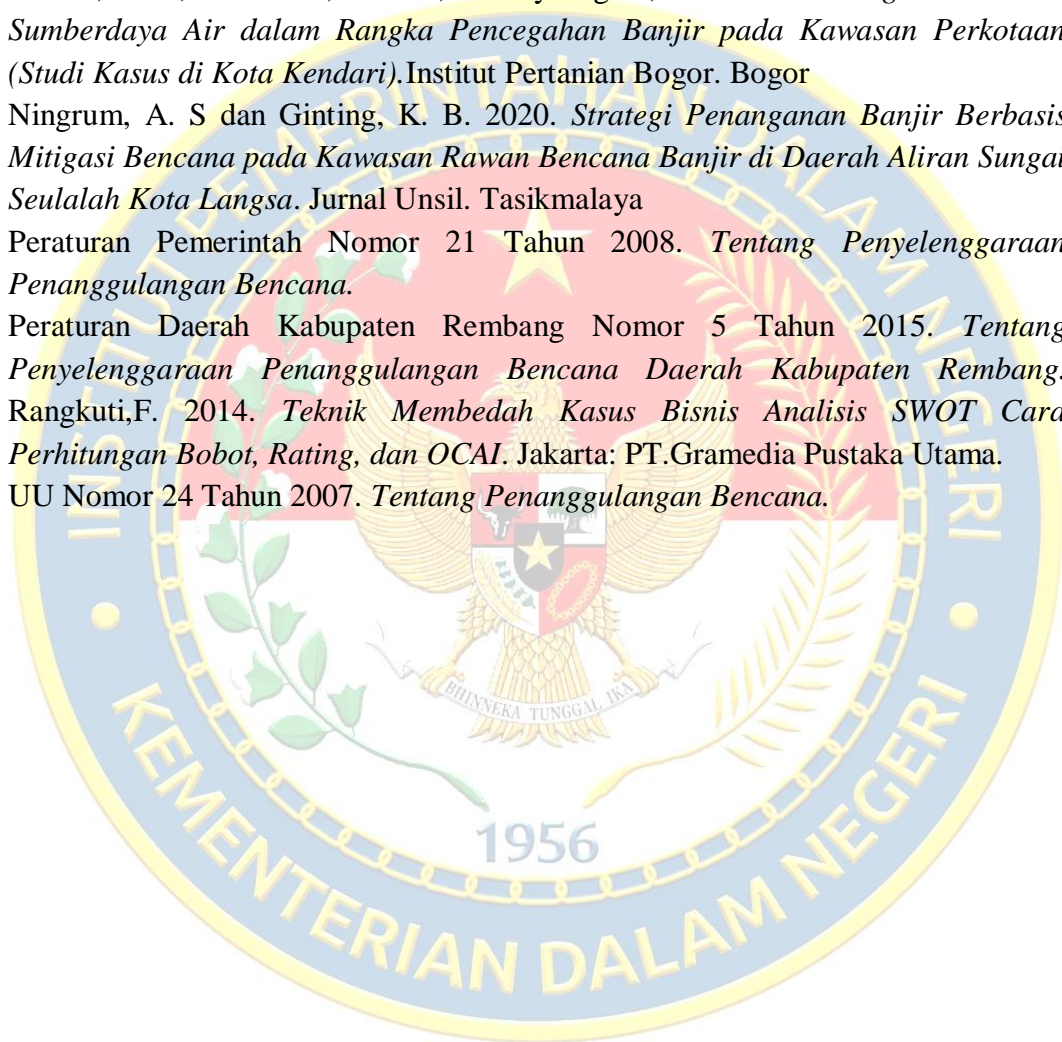 Sumberdaya Air dalam Rangka Pencegahan Banjir pada Kawasan Perkotaan
(Studi Kasus di Kota Kendari).Institut Pertanian Bogor. Bogor
Ningrum, A. S dan Ginting, K. B. 2020. Strategi Penanganan Banjir Berbasis
Mitigasi Bencana pada Kawasan Rawan Bencana Banjir di Daerah Aliran Sungai
Seulalah Kota Langsa. Jurnal Unsil. Tasikmalaya
Peraturan Pemerintah Nomor 21 Tahun 2008. Tentang Penyelenggaraan
Penanggulangan Bencana.
Peraturan Daerah Kabupaten Rembang Nomor 5 Tahun 2015. Tentang
Penyelenggaraan Penanggulangan Bencana Daerah Kabupaten Rembang.
Rangkuti,F. 2014. Teknik Membedah Kasus Bisnis Analisis SWOT Cara
Perhitungan Bobot, Rating, dan OCAI. Jakarta: PT.Gramedia Pustaka Utama.
UU Nomor 24 Tahun 2007. Tentang Penanggulangan Bencana.
INSTITUT PEMERINTAHAN DALAM NEGERI
BHINNEKA TUNGGAL IKA
1956
KEMENTERIAN DALAM NEGERI